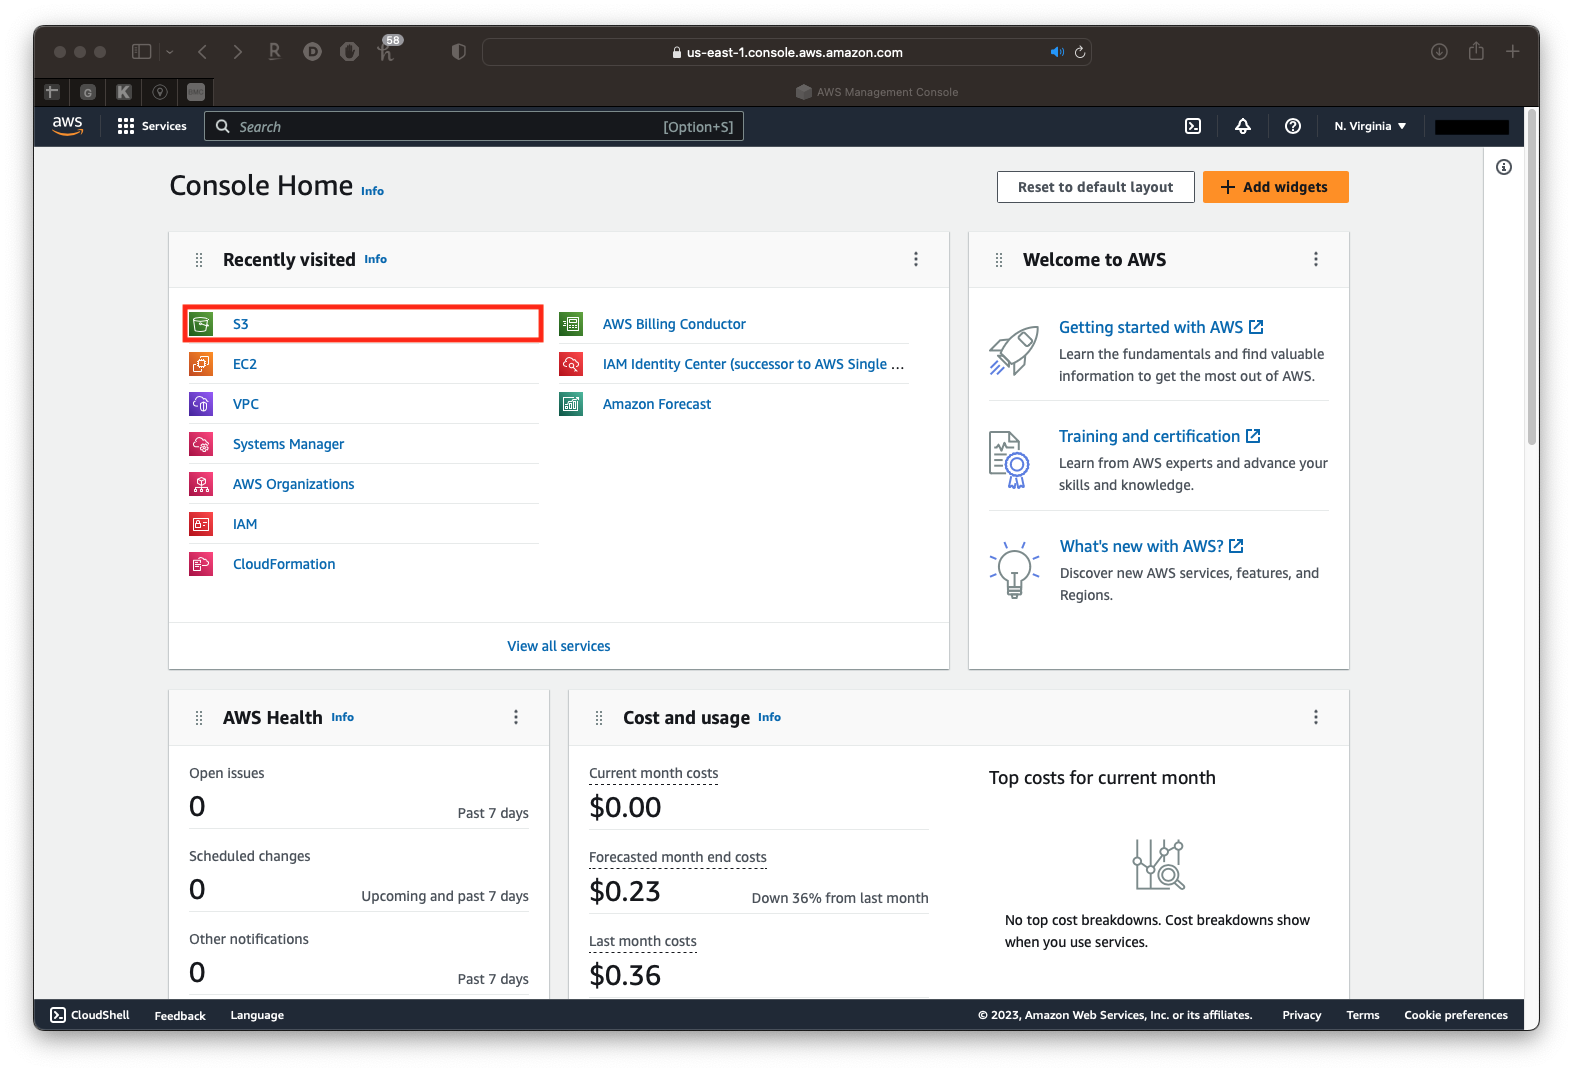 58
us-east-1.console.aws.amazon.com
G
K
AWS Management Console
aws
Services
Search
[Option+S]
N. Virginia
Console Home Info
Reset to default layout
Add widgets
Recently visited Info
S3
EC2
VPC
Systems Manager
AWS Organizations
IAM
CloudFormation
AWS Billing Conductor
IAM Identity Center (successor to AWS Single ...
Amazon Forecast
View all services
Welcome to AWS
Getting started with AWS
Learn the fundamentals and find valuable
information to get the most out of AWS.
Training and certification
Learn from AWS experts and advance your
skills and knowledge.
What's new with AWS?
Discover new AWS services, features, and
Regions.
AWS Health Info
Open issues
0
Past 7 days
Scheduled changes
0
Upcoming and past 7 days
Other notifications
0
Past 7 days
Cost and usage Info
Current month costs
$0.00
Forecasted month end costs
$0.23
Down 36% from last month
Last month costs
$0.36
Top costs for current month
No top cost breakdowns. Cost breakdowns show
when you use services.
CloudShell
Feedback
Language
© 2023, Amazon Web Services, Inc. or its affiliates.
Privacy
Terms
Cookie preferences